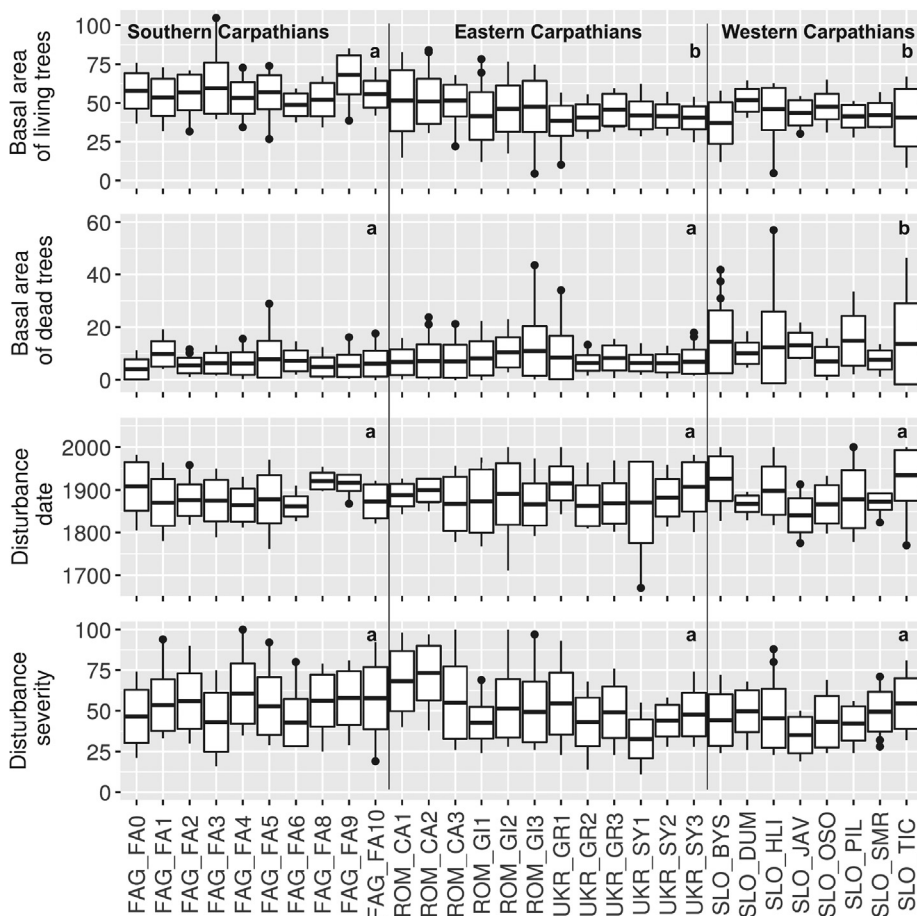 Southern Carpathians Eastern Carpathians Western Carpathians
a b b
Basal area
of living trees
100
75
50
25
0
a a b
Basal area
of dead trees
60
40
20
0
a a a
Disturbance
date
2000
1900
1800
1700
a a a
Disturbance
severity
100
75
50
25
0
FAG_FA0
FAG_FA1
FAG_FA2
FAG_FA3
FAG_FA4
FAG_FA5
FAG_FA6
FAG_FA8
FAG_FA9
FAG_FA10
ROM_CA1
ROM_CA2
ROM_CA3
ROM_GI1
ROM_GI2
ROM_GI3
UKR_GR1
UKR_GR2
UKR_GR3
UKR_SY1
UKR_SY2
UKR_SY3
SLO_BYS
SLO_DUM
SLO_HLI
SLO_JAV
SLO_OSO
SLO_PIL
SLO_SMR
SLO_TIC